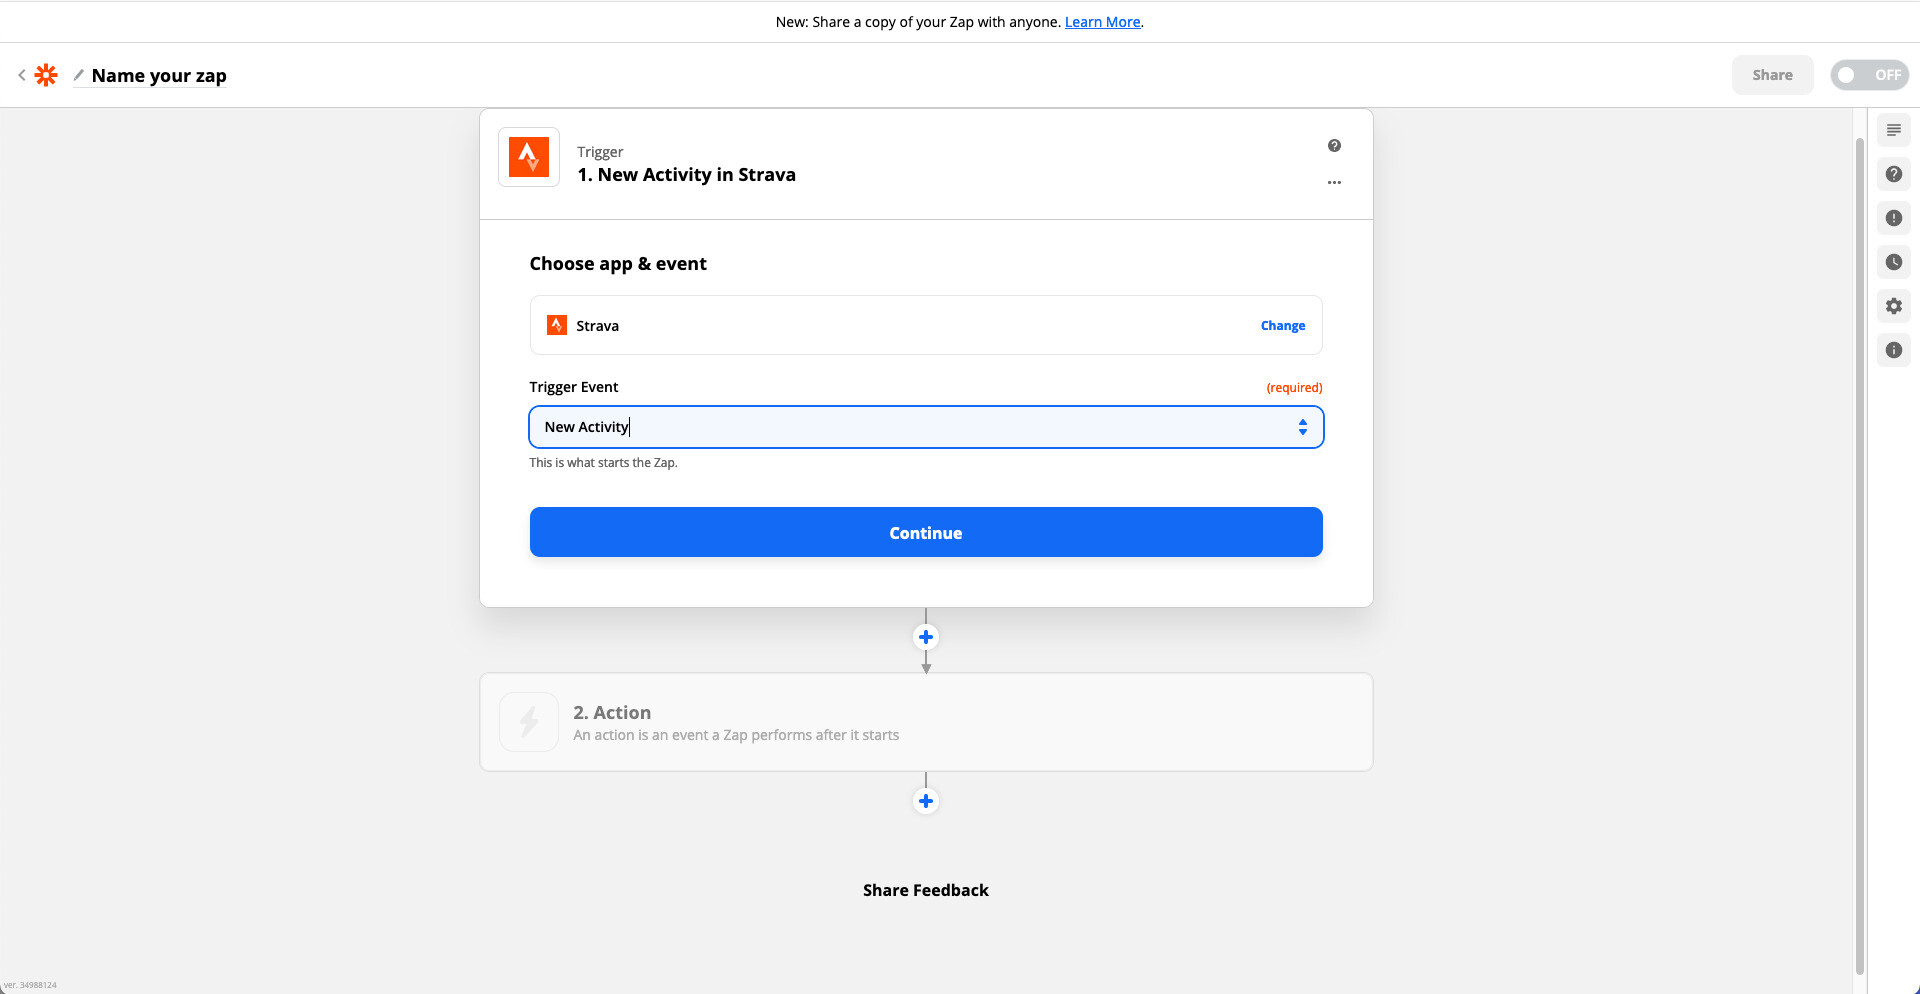 New: Share a copy of your Zap with anyone. Learn More.
Name your zap
Share
OFF
Trigger
1. New Activity in Strava
Choose app & event
Strava
Change
Trigger Event
(required)
New Activity
This is what starts the Zap.
Continue
2. Action
An action is an event a Zap performs after it starts
Share Feedback
ver. 34988124